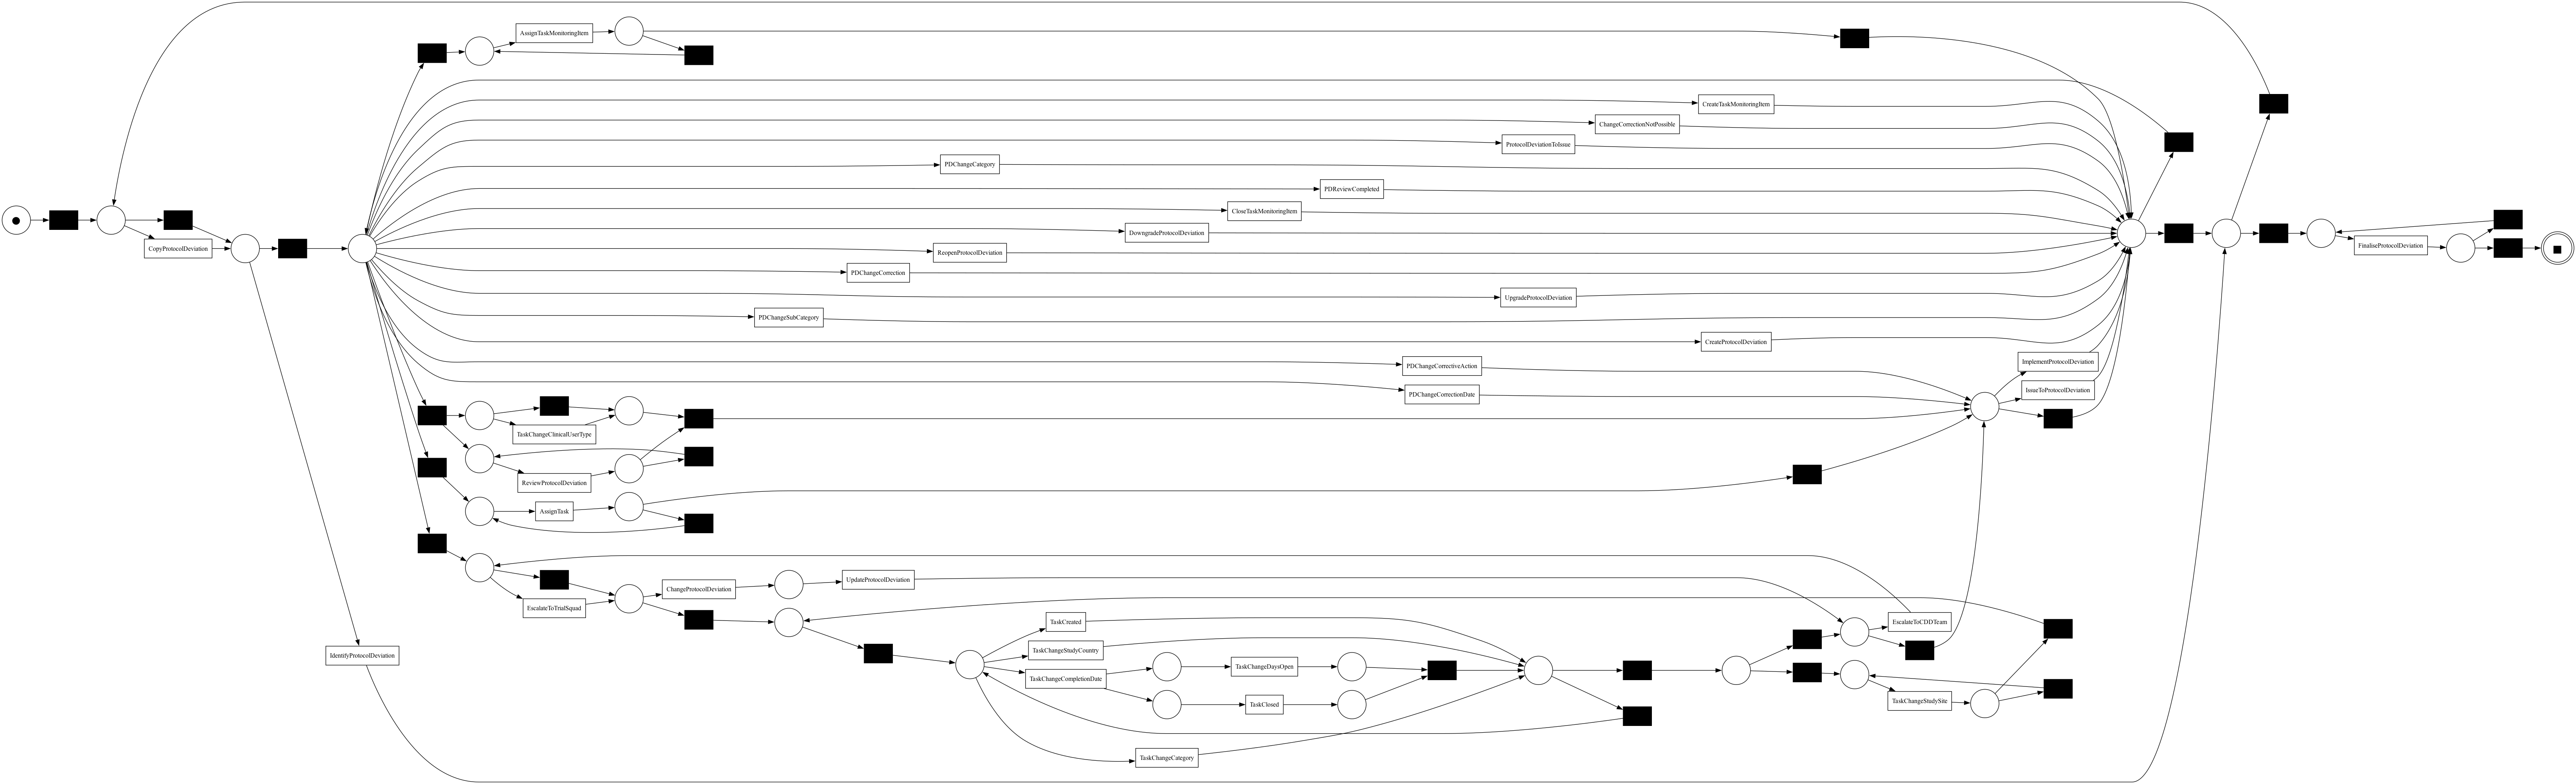 AssignTaskMonitoringItem
CreateTaskMonitoringItem
ChangeCorrectionNotPossible
ProtocolDeviationToIssue
PDChangeCategory
PDReviewCompleted
CloseTaskMonitoringItem
DowngradeProtocolDeviation
CopyProtocolDeviation
FinaliseProtocolDeviation
ReopenProtocolDeviation
PDChangeCorrection
UpgradeProtocolDeviation
PDChangeSubCategory
CreateProtocolDeviation
ImplementProtocolDeviation
PDChangeCorrectiveAction
IssueToProtocolDeviation
PDChangeCorrectionDate
TaskChangeClinicalUserType
ReviewProtocolDeviation
AssignTask
UpdateProtocolDeviation
ChangeProtocolDeviation
EscalateToTrialSquad
TaskCreated
EscalateToCDDTeam
TaskChangeStudyCountry
IdentifyProtocolDeviation
TaskChangeDaysOpen
TaskChangeCompletionDate
TaskClosed
TaskChangeStudySite
TaskChangeCategory